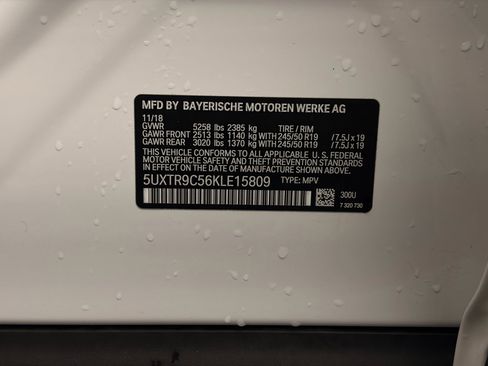 MFD BY BAYERISCHE MOTOREN WERKE AG
11/18
GVWR 5258 lbs 2385 kg TIRE / RIM
GAWR FRONT 2513 lbs 1140 kg WITH 245/50 R19 /7.5J x 19
GAWR REAR 3020 lbs 1370 kg WITH 245/50 R19 /7.5J x 19
THIS VEHICLE CONFORMS TO ALL APPLICABLE U. S. FEDERAL
MOTOR VEHICLE SAFETY, BUMPER, AND THEFT
PREVENTION STANDARDS IN EFFECT ON THE DATE
OF MANUFACTURE SHOWN ABOVE.
5UXTR9C56KLE15809 TYPE: MPV
300U
7 320 730